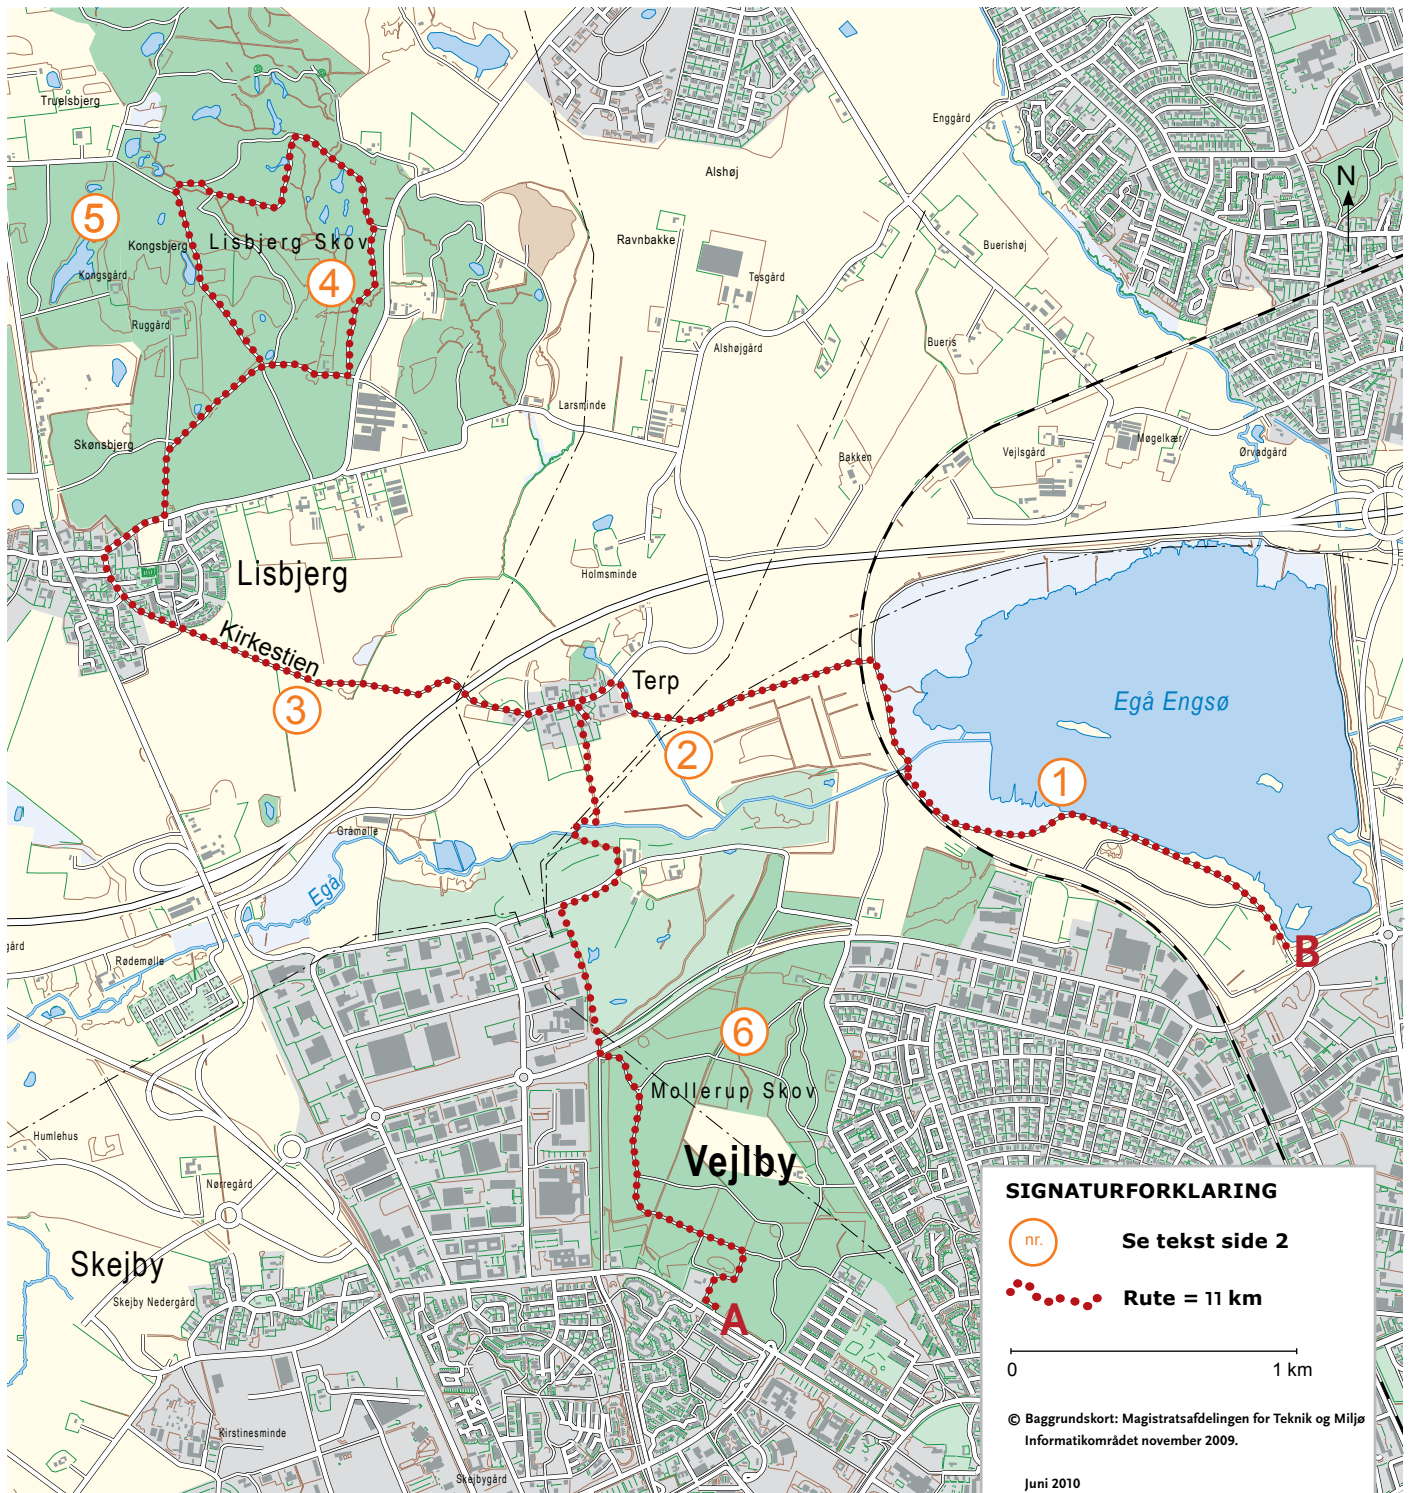 Truelsbjerg
Enggård
Alshøj
N
5
Kongsbjerg
Lisbjerg Skov
Ravnbakke
Buerishøj
Kongsgård
4
Tesgård
Ruggård
Alshøjgård
Bueris
Larsminde
Skønsbjerg
Bakken
Vejlsgård
Møgelkær
Ørvadgård
Lisbjerg
Holmsminde
Kirkestien
Terp
Egå Engsø
3
2
1
Gråmølle
Egå
gård
Rødemølle
B
6
Mollerup Skov
Humlehus
Vejlby
Nørregård
Skejby
Skejby Nedergård
A
Kirstinesminde
Skejbygård
SIGNATURFORKLARING
nr.
Se tekst side 2
Rute = 11 km
0 1 km
© Baggrundskort: Magistratsafdelingen for Teknik og Miljø
Informatikområdet november 2009.
Juni 2010